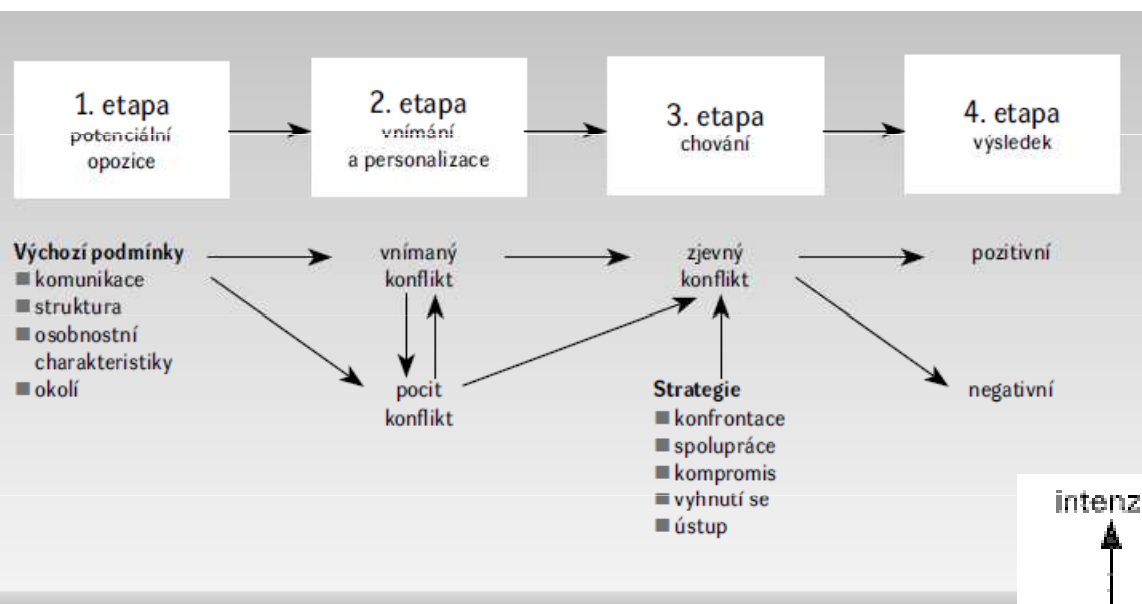 1. etapa
potenciální
opozice
2. etapa
vnímání
a personalizace
3. etapa
chování
4. etapa
výsledek
Výchozí podmínky
komunikace
struktura
osobnostní
charakteristiky
okolí
vnímaný
konflikt
pocit
konflikt
zjevný
konflikt
Strategie
konfrontace
spolupráce
kompromis
vyhnutí se
ústup
pozitivní
negativní
intenz